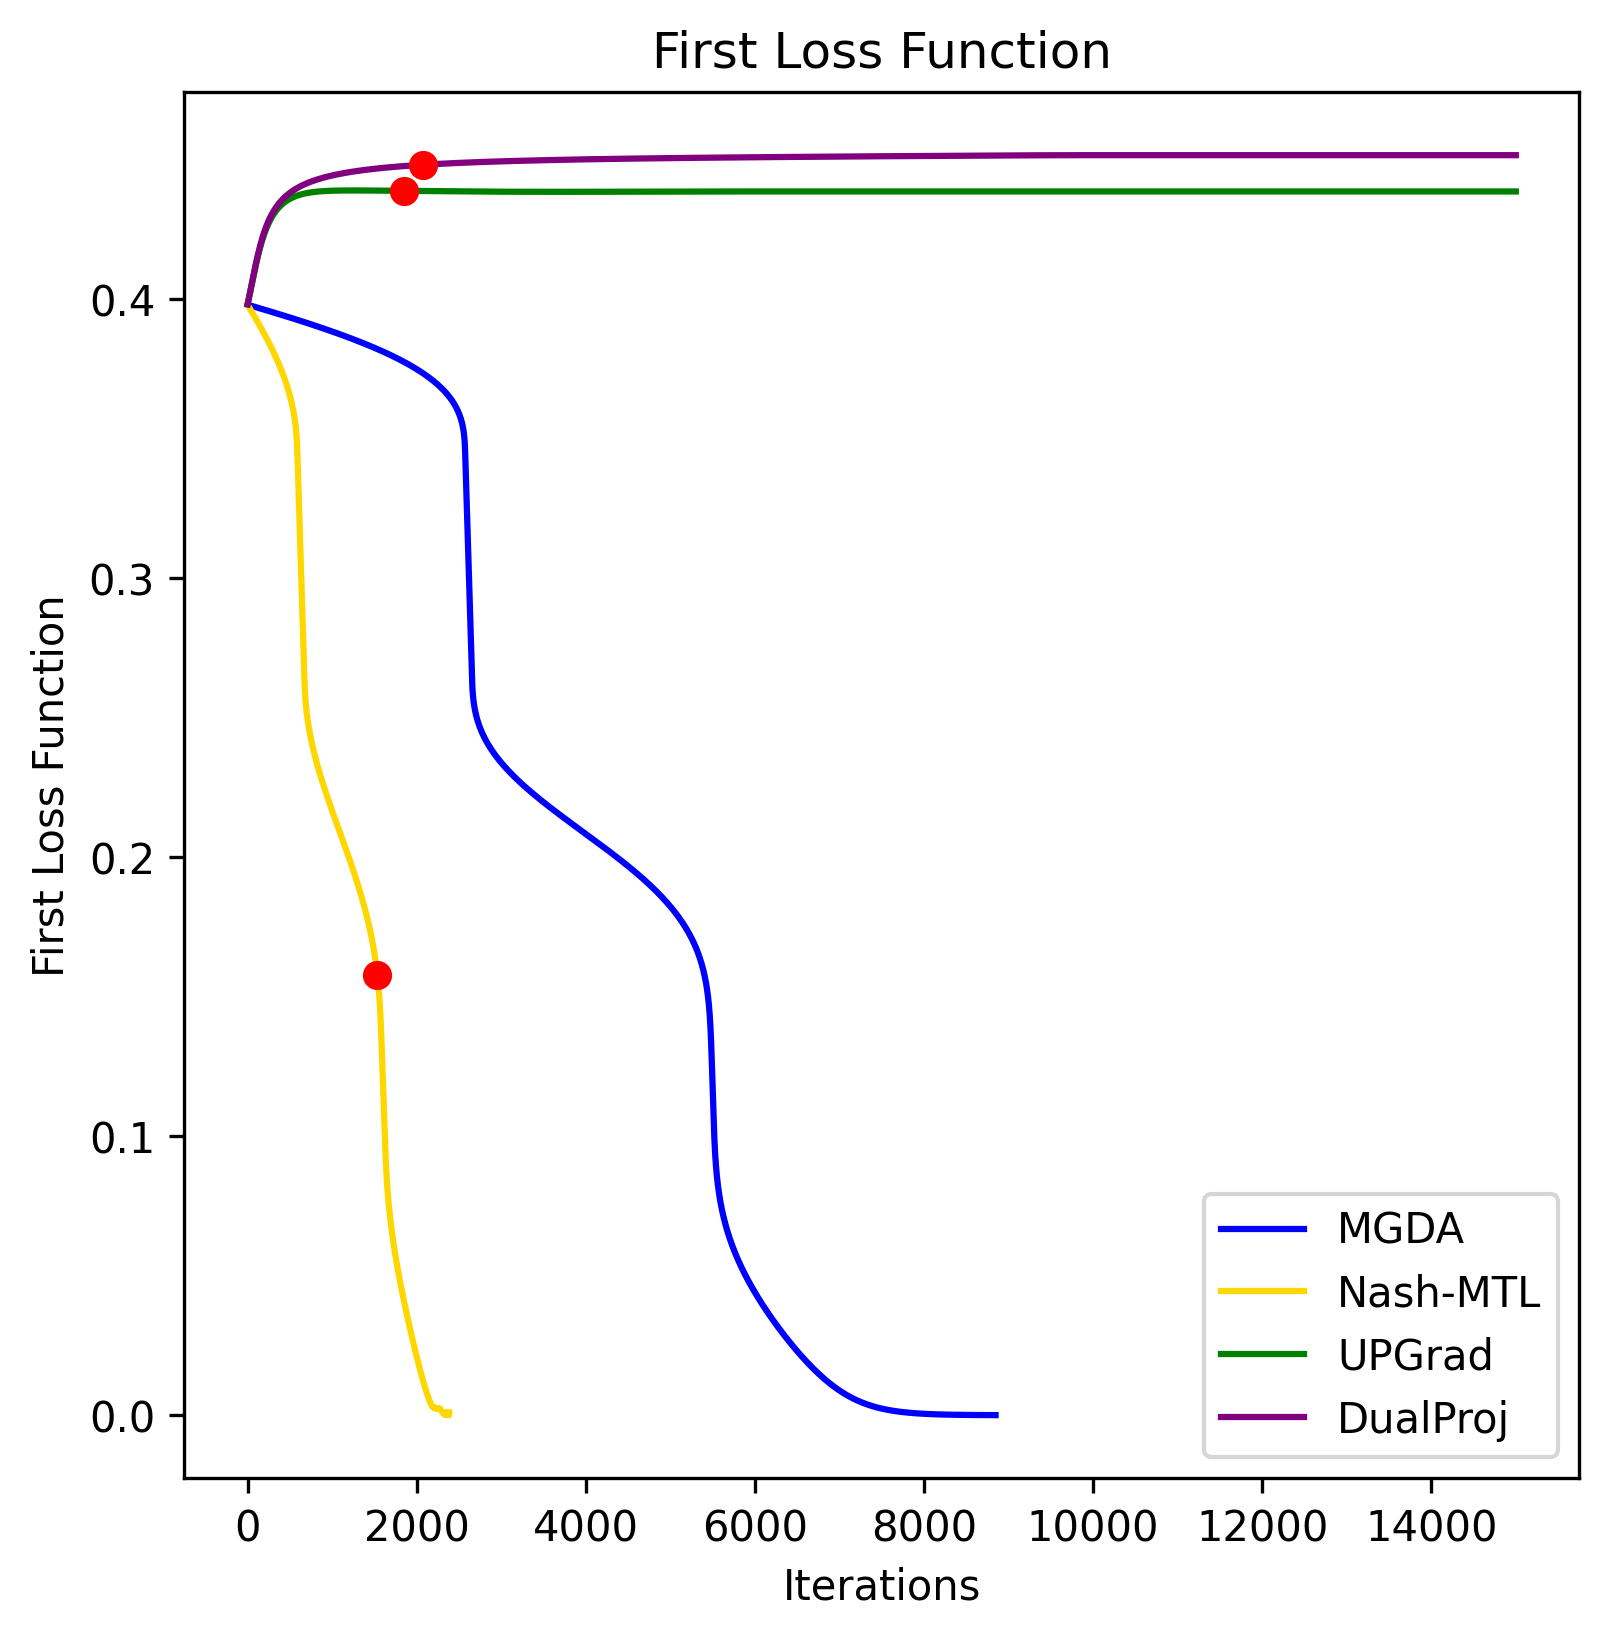 First Loss Function
First Loss Function
0.4
0.3
0.2
0.1
0.0
0 2000 4000 6000 8000 10000 12000 14000
Iterations
MGDA
Nash-MTL
UPGrad
DualProj